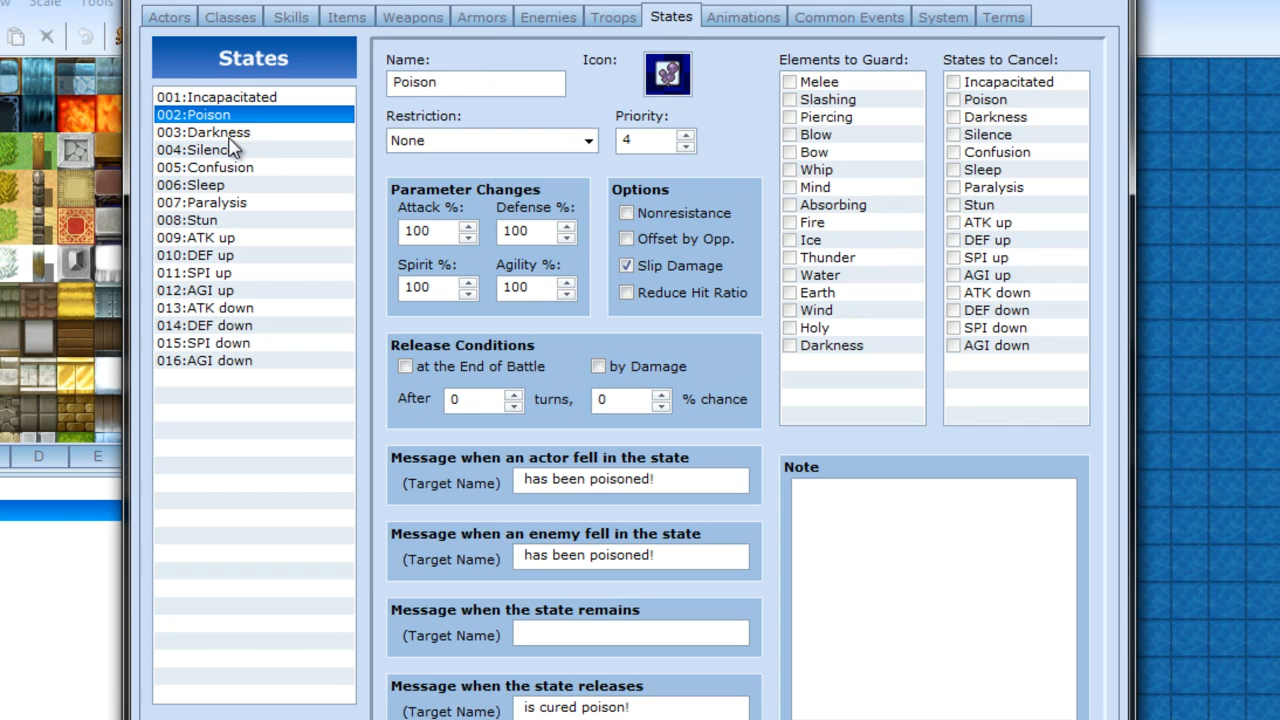 Scale
Tools
Actors
Classes
Skills
Items
Weapons
Armors
Enemies
Troops
States
Animations
Common Events
System
Terms
States
001:Incapacitated
002:Poison
003:Darkness
004:Silence
005:Confusion
006:Sleep
007:Paralysis
008:Stun
009:ATK up
010:DEF up
011:SPI up
012:AGI up
013:ATK down
014:DEF down
015:SPI down
016:AGI down
D
E
Name:
Icon:
Poison
Restriction:
Priority:
None
4
Parameter Changes
Attack %:
Defense %:
100
100
Spirit %:
Agility %:
100
100
Options
Nonresistance
Offset by Opp.
Slip Damage
Reduce Hit Ratio
Release Conditions
at the End of Battle
by Damage
After 0 turns, 0 % chance
Message when an actor fell in the state
(Target Name) has been poisoned!
Message when an enemy fell in the state
(Target Name) has been poisoned!
Message when the state remains
(Target Name)
Message when the state releases
(Target Name) is cured poison!
Elements to Guard:
Melee
Slashing
Piercing
Blow
Bow
Whip
Mind
Absorbing
Fire
Ice
Thunder
Water
Earth
Wind
Holy
Darkness
States to Cancel:
Incapacitated
Poison
Darkness
Silence
Confusion
Sleep
Paralysis
Stun
ATK up
DEF up
SPI up
AGI up
ATK down
DEF down
SPI down
AGI down
Note